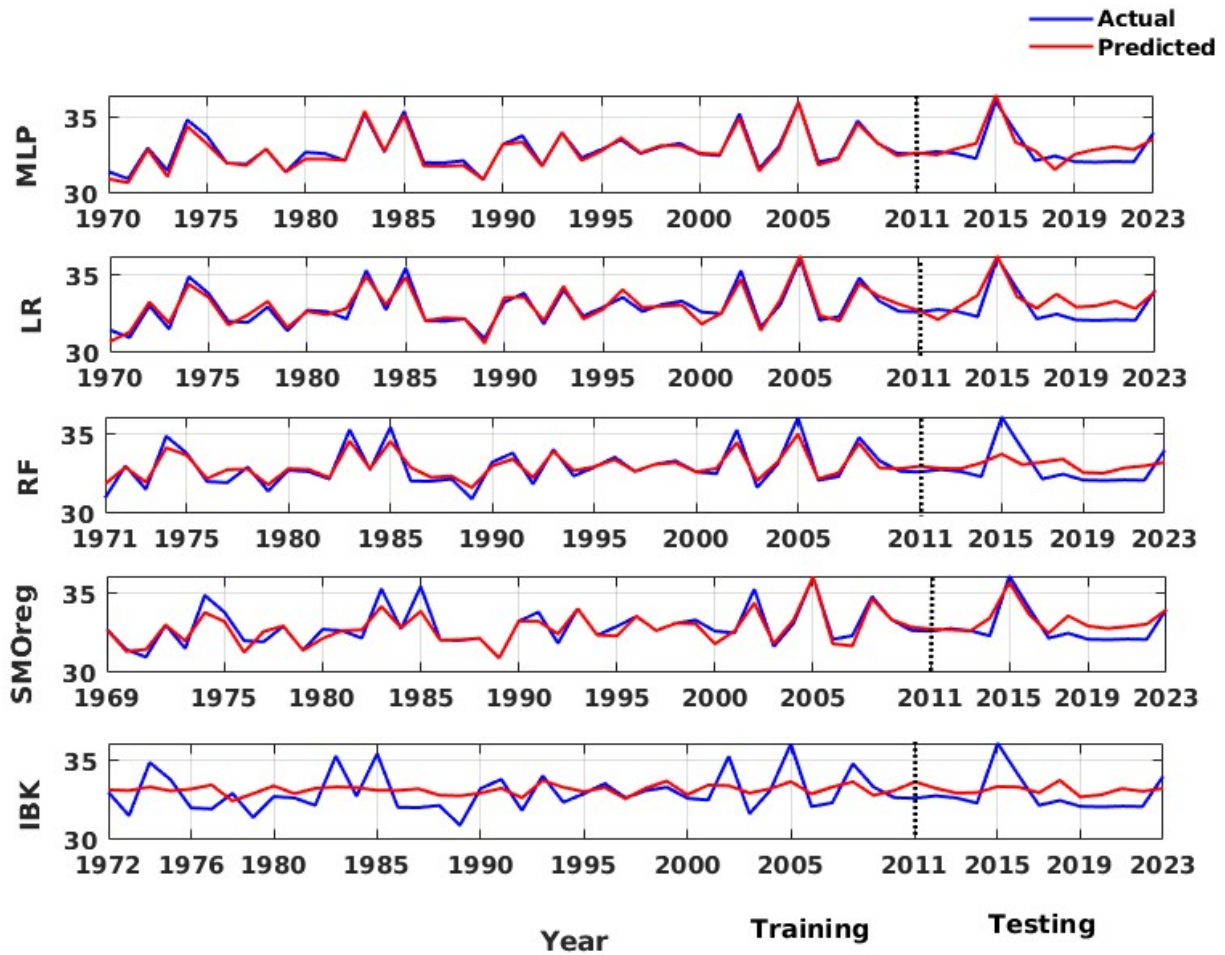 Actual
Predicted
MLP
35
30
1970 1975 1980 1985 1990 1995 2000 2005 2011 2015 2019 2023
LR
35
30
1970 1975 1980 1985 1990 1995 2000 2005 2011 2015 2019 2023
RF
35
30
1971 1975 1980 1985 1990 1995 2000 2005 2011 2015 2019 2023
SMOreg
35
30
1969 1975 1980 1985 1990 1995 2000 2005 2011 2015 2019 2023
IBK
35
30
1972 1976 1980 1985 1990 1995 2000 2005 2011 2015 2019 2023
Year
Training
Testing